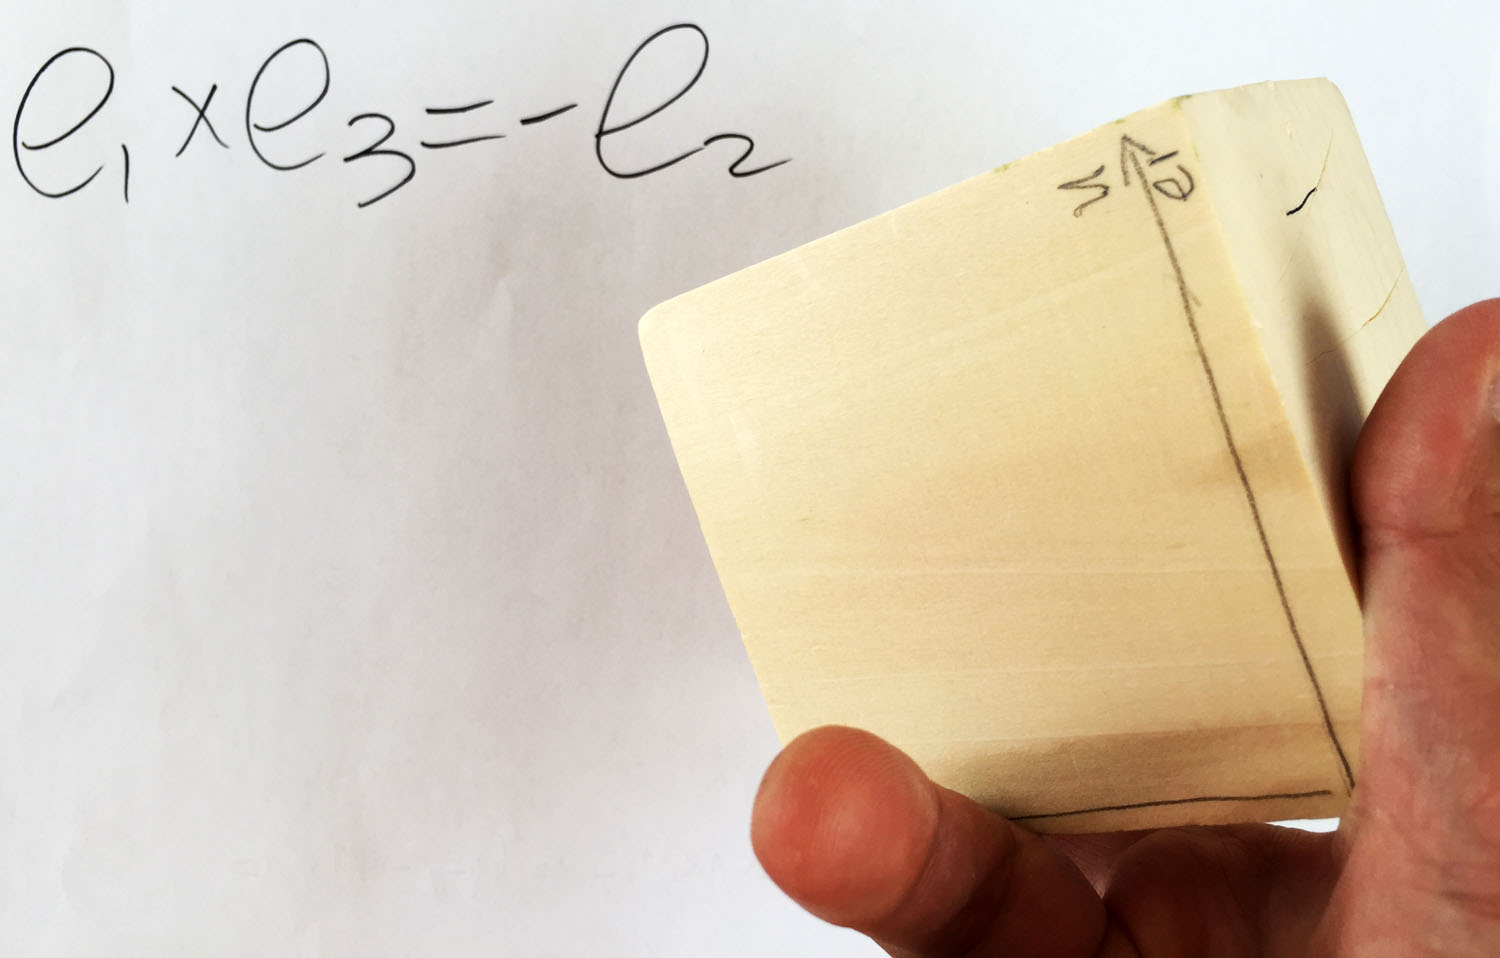 e₁ × e₃ = -e₂